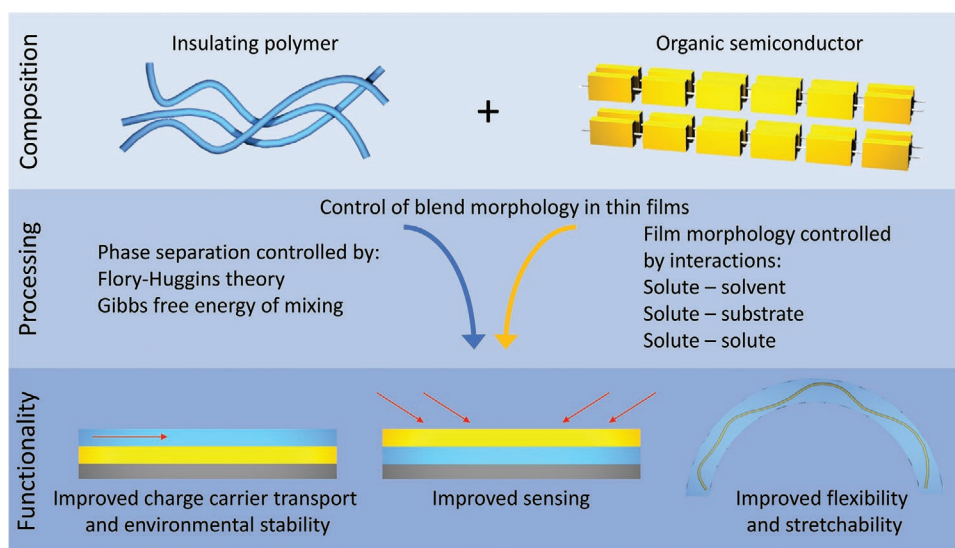 Composition
Insulating polymer
Organic semiconductor
+
Processing
Control of blend morphology in thin films
Phase separation controlled by:
Flory-Huggins theory
Gibbs free energy of mixing
Film morphology controlled
by interactions:
Solute – solvent
Solute – substrate
Solute – solute
Functionality
Improved charge carrier transport
and environmental stability
Improved sensing
Improved flexibility
and stretchability